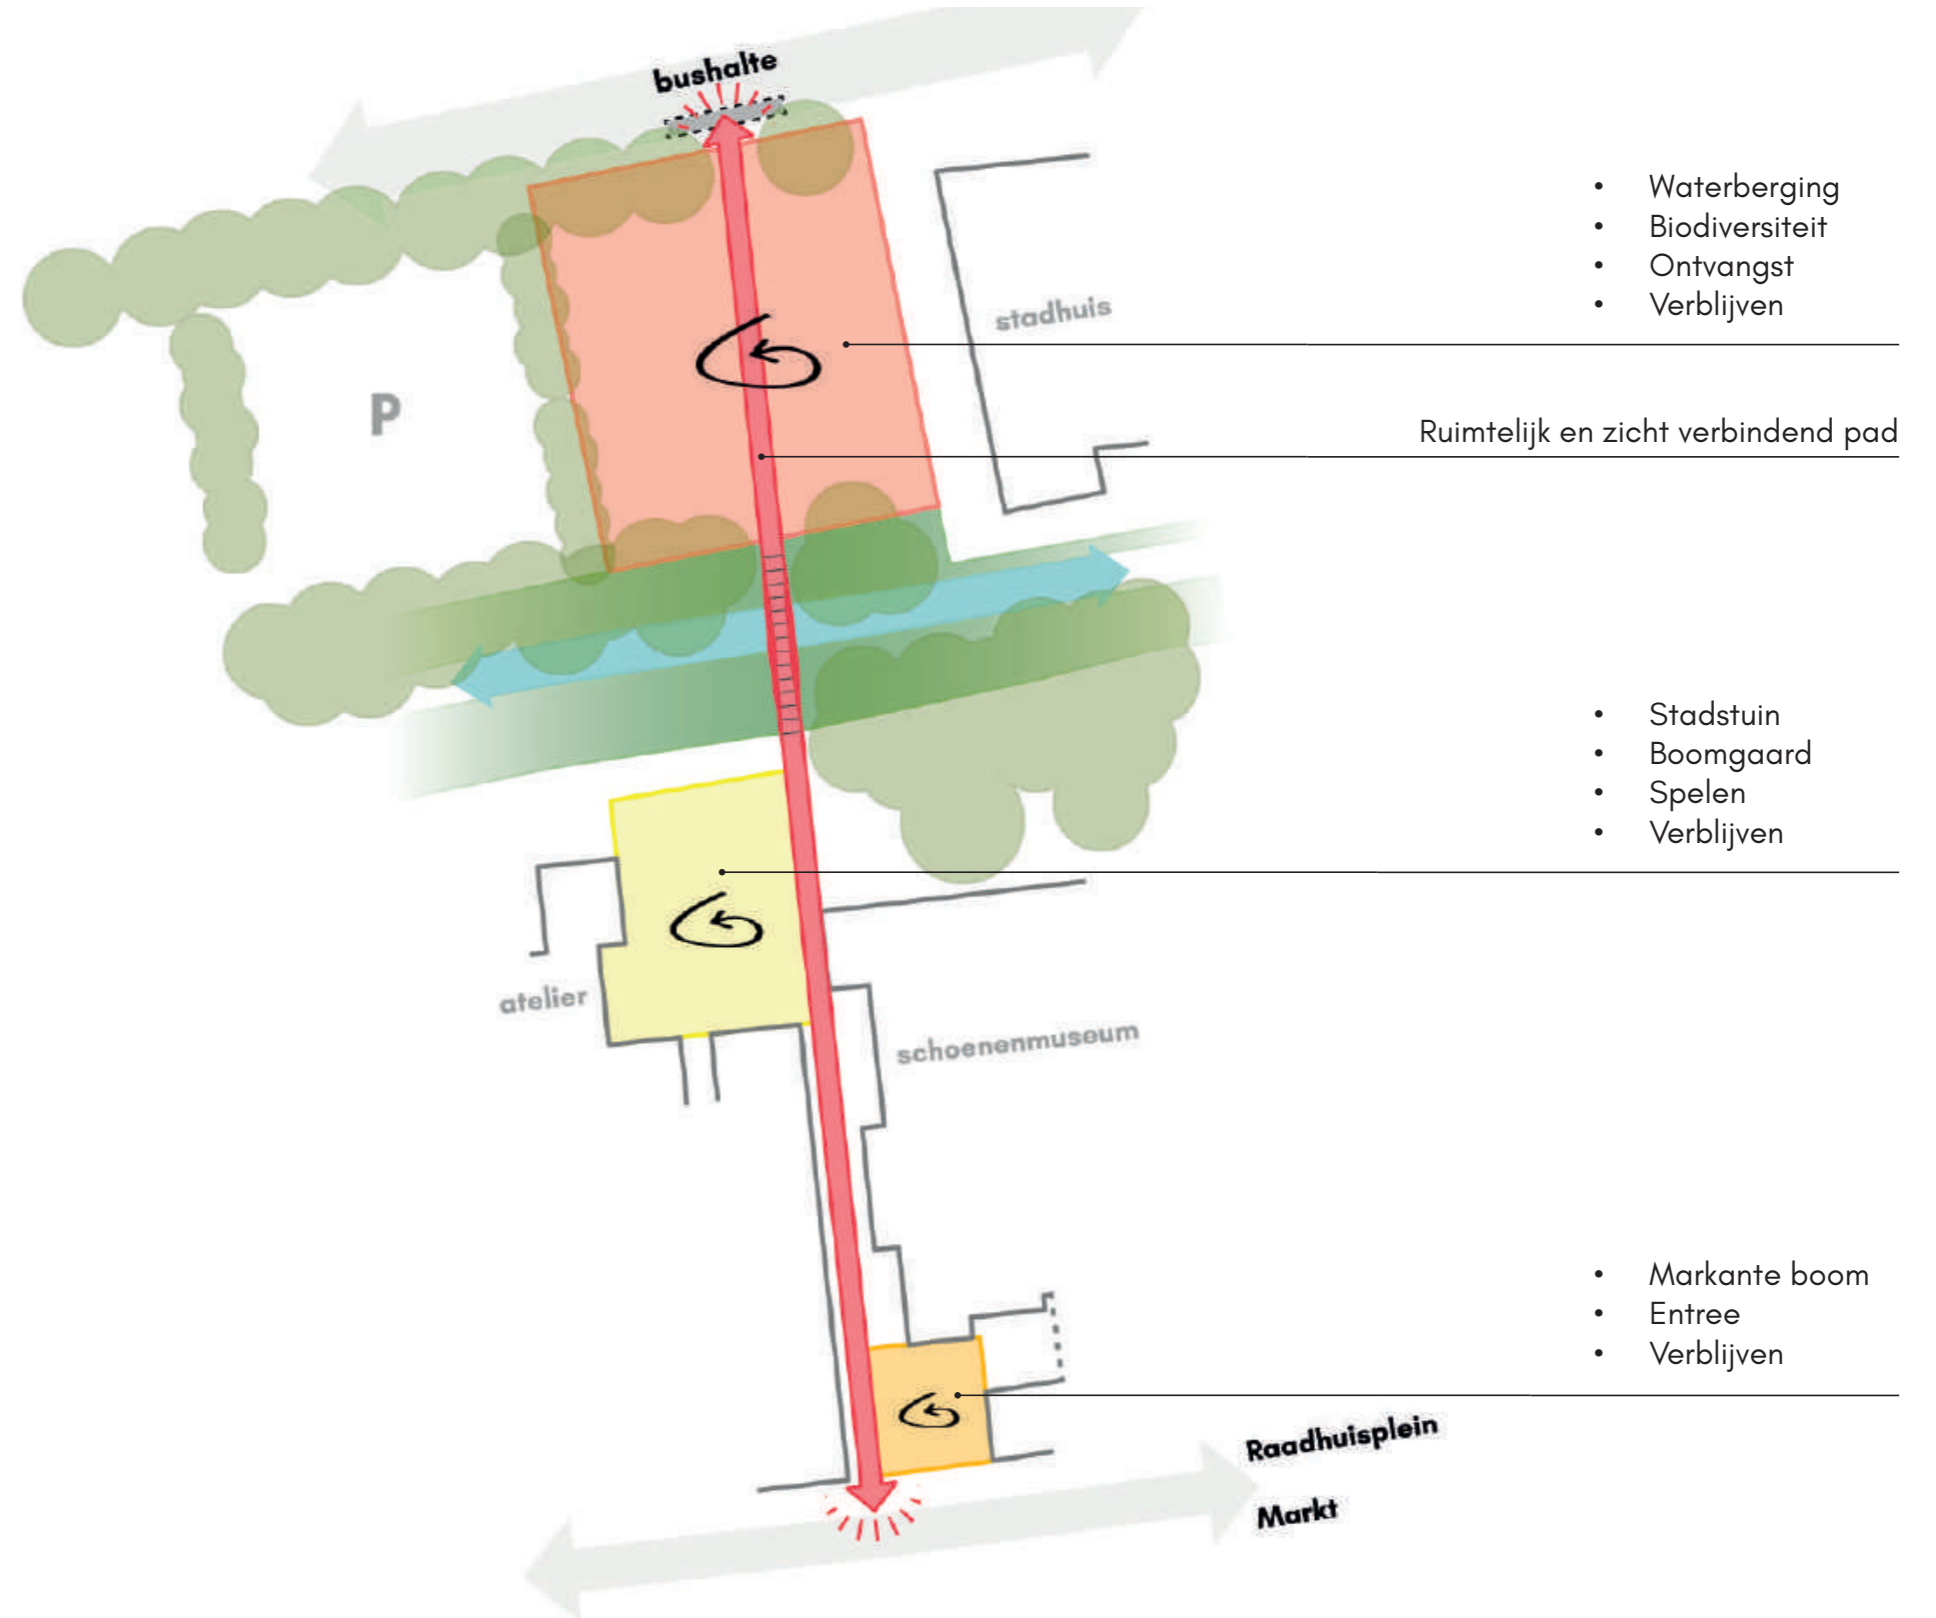 bushalte
• Waterberging
• Biodiversiteit
• Ontvangst
• Verblijven
stadhuis
P
Ruimtelijk en zicht verbindend pad
• Stadstuin
• Boomgaard
• Spelen
• Verblijven
atelier
schoenenmuseum
• Markante boom
• Entree
• Verblijven
Raadhuisplein
Markt